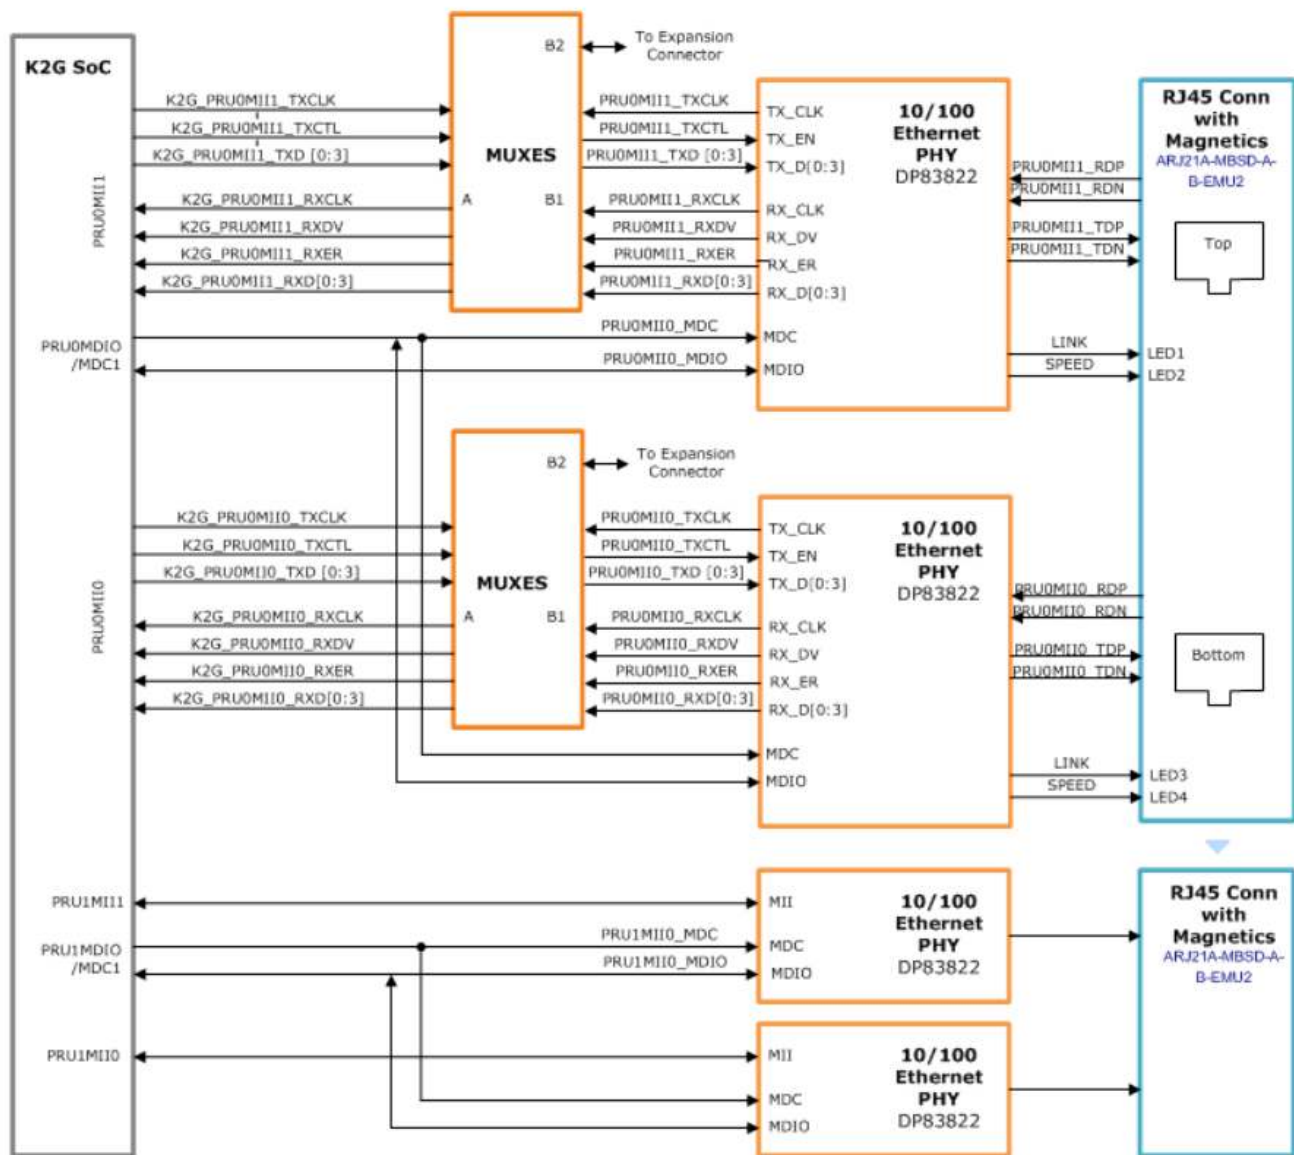 K2G SoC
K2G_PRU0MII1_TXCLK
K2G_PRU0MII1_TXCTL
K2G_PRU0MII1_TXD [0:3]
K2G_PRU0MII1_RXCLK
K2G_PRU0MII1_RXDV
K2G_PRU0MII1_RXER
K2G_PRU0MII1_RXD[0:3]
PRU0MII1
PRU0MDIO
/MDC1
B2
To Expansion
Connector
MUXES
A
B1
PRU0MII1_TXCLK
PRU0MII1_TXCTL
PRU0MII1_TXD [0:3]
PRU0MII1_RXCLK
PRU0MII1_RXDV
PRU0MII1_RXER
PRU0MII1_RXD[0:3]
PRU0MII0_MDC
PRU0MII0_MDIO
TX_CLK
TX_EN
TX_D[0:3]
RX_CLK
RX_DV
RX_ER
RX_D[0:3]
MDC
MDIO
10/100
Ethernet
PHY
DP83822
PRU0MII1_RDP
PRU0MII1_RDN
PRU0MII1_TDP
PRU0MII1_TDN
LINK
SPEED
RJ45 Conn
with
Magnetics
ARJ21A-MBSD-A-
B-EMU2
Top
LED1
LED2
K2G_PRU0MII0_TXCLK
K2G_PRU0MII0_TXCTL
K2G_PRU0MII0_TXD [0:3]
K2G_PRU0MII0_RXCLK
K2G_PRU0MII0_RXDV
K2G_PRU0MII0_RXER
K2G_PRU0MII0_RXD[0:3]
PRU0MII0
B2
To Expansion
Connector
MUXES
A
B1
PRU0MII0_TXCLK
PRU0MII0_TXCTL
PRU0MII0_TXD [0:3]
PRU0MII0_RXCLK
PRU0MII0_RXDV
PRU0MII0_RXER
PRU0MII0_RXD[0:3]
TX_CLK
TX_EN
TX_D[0:3]
RX_CLK
RX_DV
RX_ER
RX_D[0:3]
MDC
MDIO
10/100
Ethernet
PHY
DP83822
PRU0MII0_RDP
PRU0MII0_RDN
PRU0MII0_TDP
PRU0MII0_TDN
LINK
SPEED
Bottom
LED3
LED4
PRU1MII1
PRU1MDIO
/MDC1
PRU1MII0
PRU1MII0_MDC
PRU1MII0_MDIO
MII
MDC
MDIO
10/100
Ethernet
PHY
DP83822
RJ45 Conn
with
Magnetics
ARJ21A-MBSD-A-
B-EMU2
MII
MDC
MDIO
10/100
Ethernet
PHY
DP83822